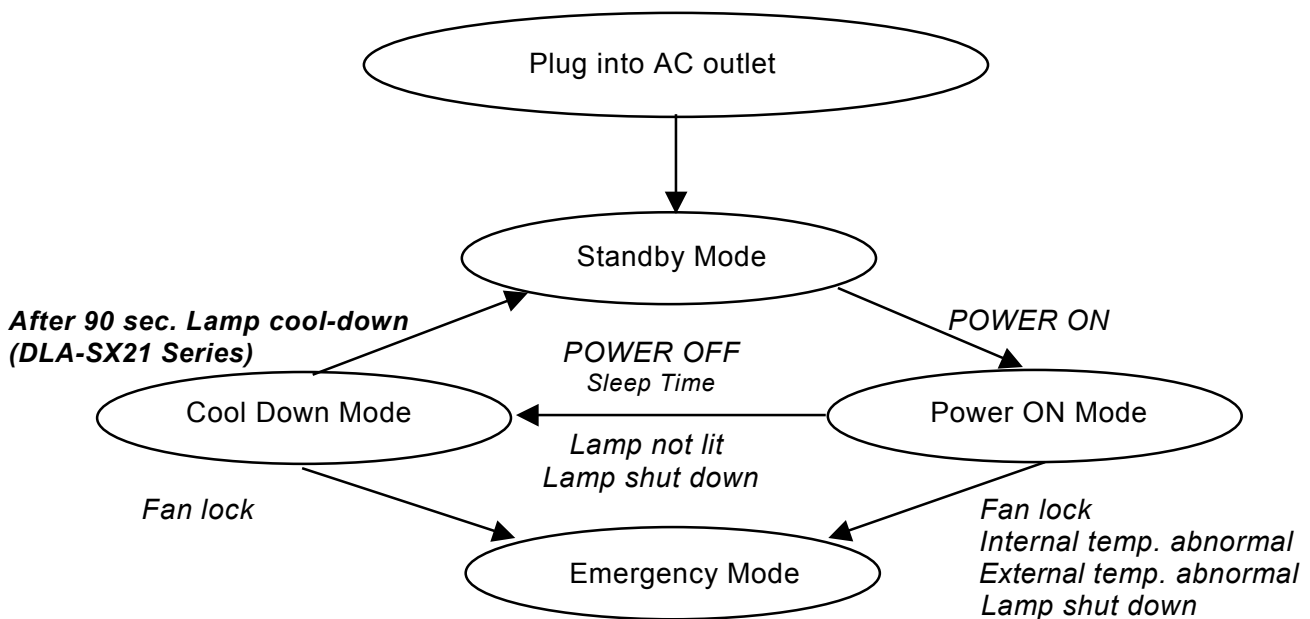 Plug into AC outlet
Standby Mode
After 90 sec. Lamp cool-down
(DLA-SX21 Series)
POWER ON
POWER OFF
Sleep Time
Cool Down Mode
Power ON Mode
Lamp not lit
Lamp shut down
Fan lock
Emergency Mode
Fan lock
Internal temp. abnormal
External temp. abnormal
Lamp shut down